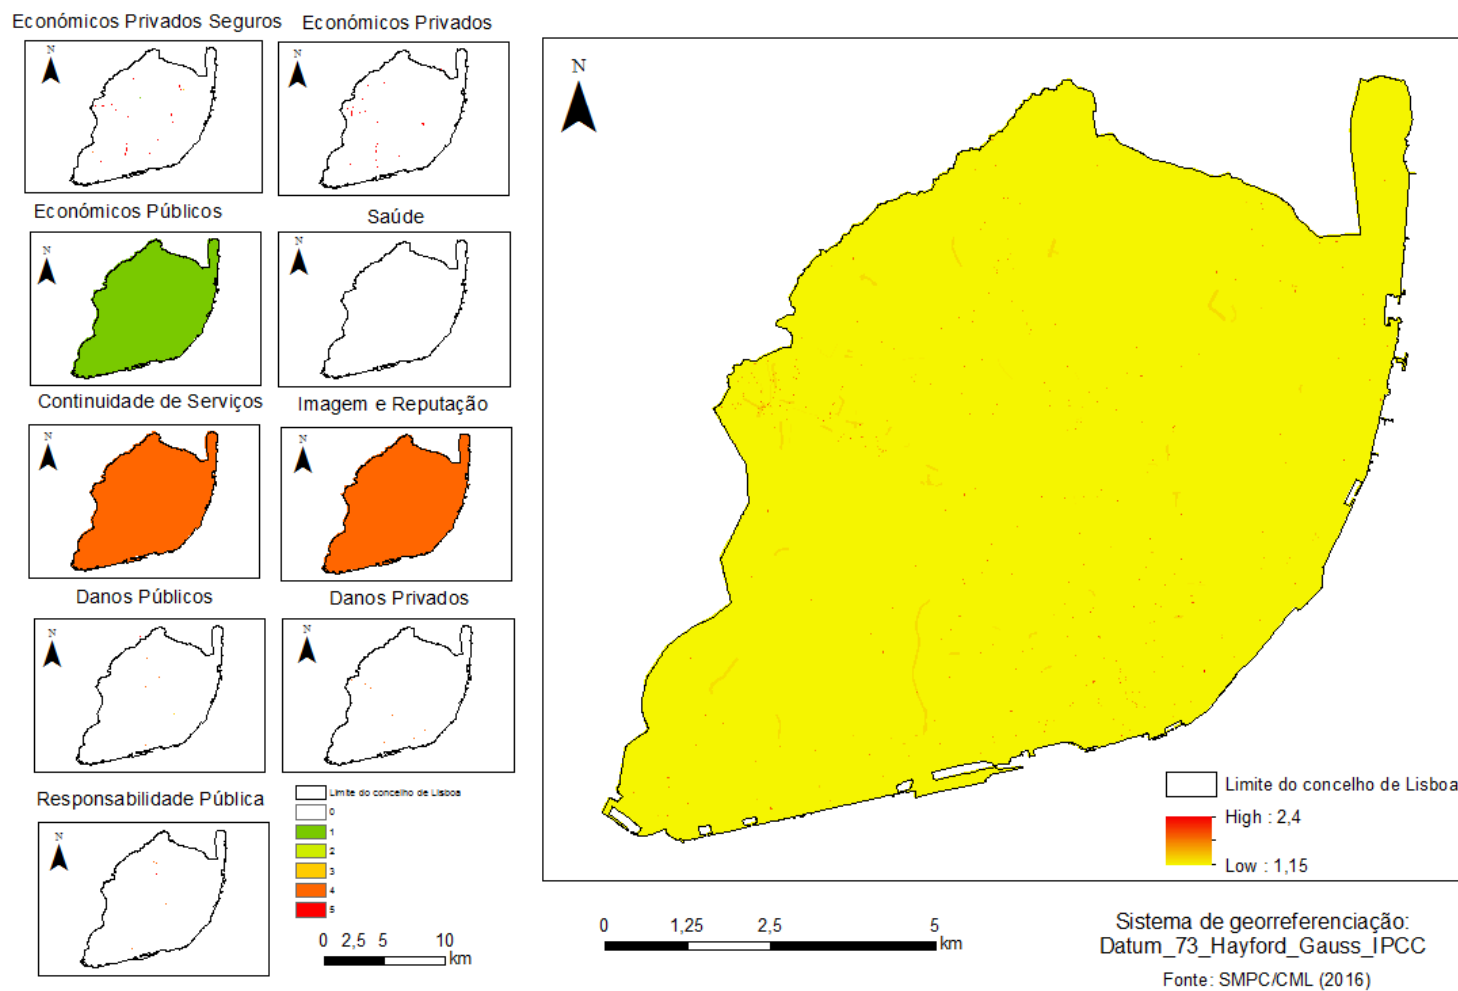 Económicos Privados Seguros
Económicos Privados
N
N
Económicos Públicos
Saúde
N
N
Continuidade de Serviços
Imagem e Reputação
N
N
Danos Públicos
Danos Privados
N
N
Responsabilidade Pública
N
Limite do concelho de Lisboa
0
1
2
3
4
5
0 2,5 5 10
km
N
Limite do concelho de Lisboa
High : 2,4
Low : 1,15
0 1,25 2,5 5
km
Sistema de georreferenciação:
Datum_73_Hayford_Gauss_IPCC
Fonte: SMPC/CML (2016)